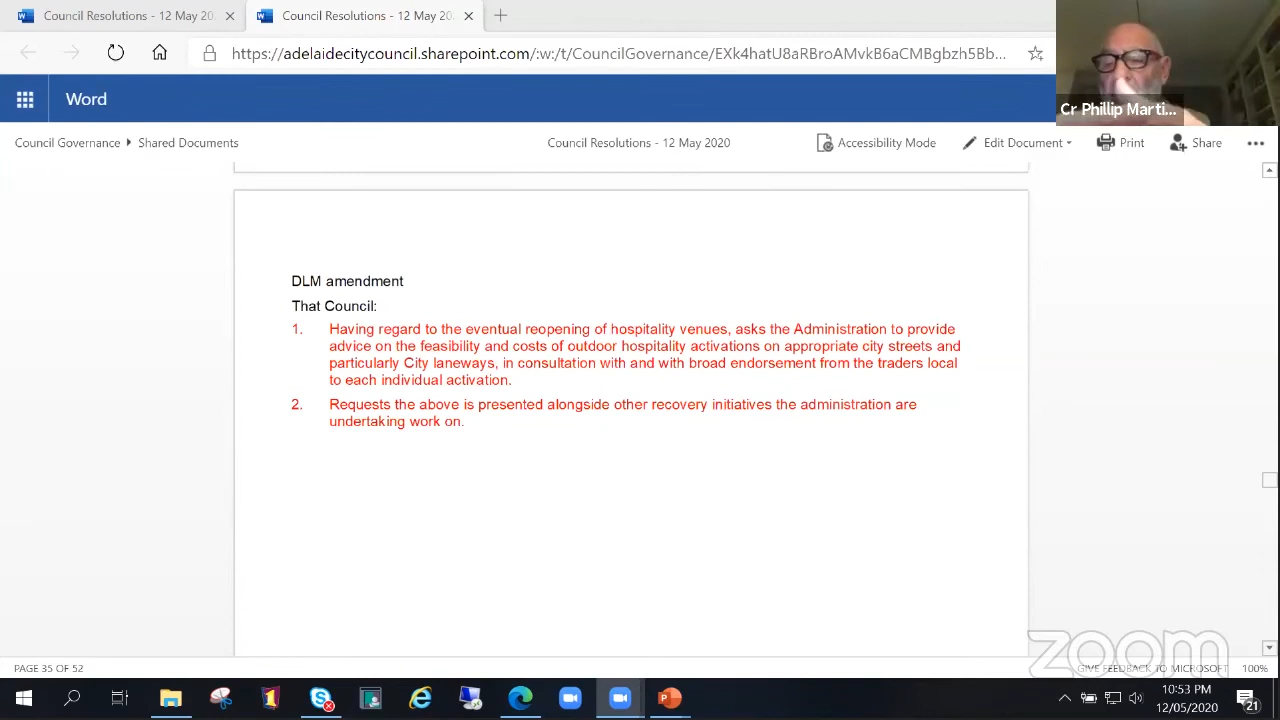 Council Resolutions - 12 May 202
Council Resolutions - 12 May 202
https://adelaidecitycouncil.sharepoint.com/:w:/t/CouncilGovernance/EXk4hatU8aRBroAMvkB6aCMBgbzh5Bb...
Cr Phillip Marti...
Word
Council Governance Shared Documents
Council Resolutions - 12 May 2020
Accessibility Mode
Edit Document
Print
Share
DLM amendment
That Council:
1. Having regard to the eventual reopening of hospitality venues, asks the Administration to provide
advice on the feasibility and costs of outdoor hospitality activations on appropriate city streets and
particularly City laneways, in consultation with and with broad endorsement from the traders local
to each individual activation.
2. Requests the above is presented alongside other recovery initiatives the administration are
undertaking work on.
zoom
PAGE 35 OF 52
GIVE FEEDBACK TO MICROSOFT
100%
10:53 PM
12/05/2020
21